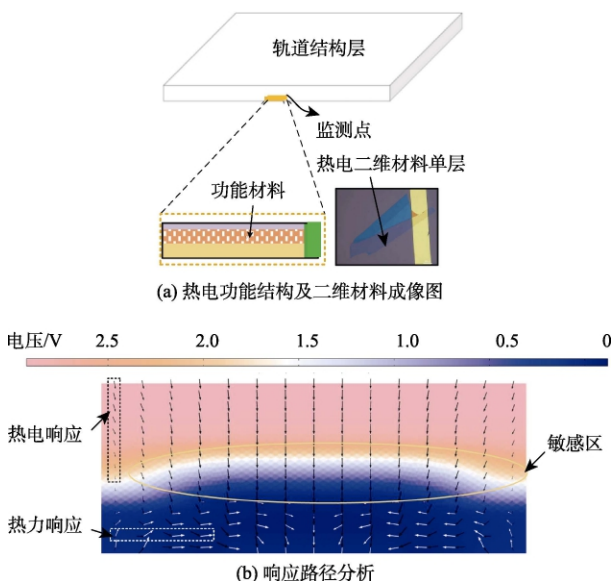 轨道结构层
监测点
热电二维材料单层
功能材料
(a) 热电功能结构及二维材料成像图
电压/V 2.5 2.0 1.5 1.0 0.5 0
热电响应
敏感区
热力响应
(b) 响应路径分析